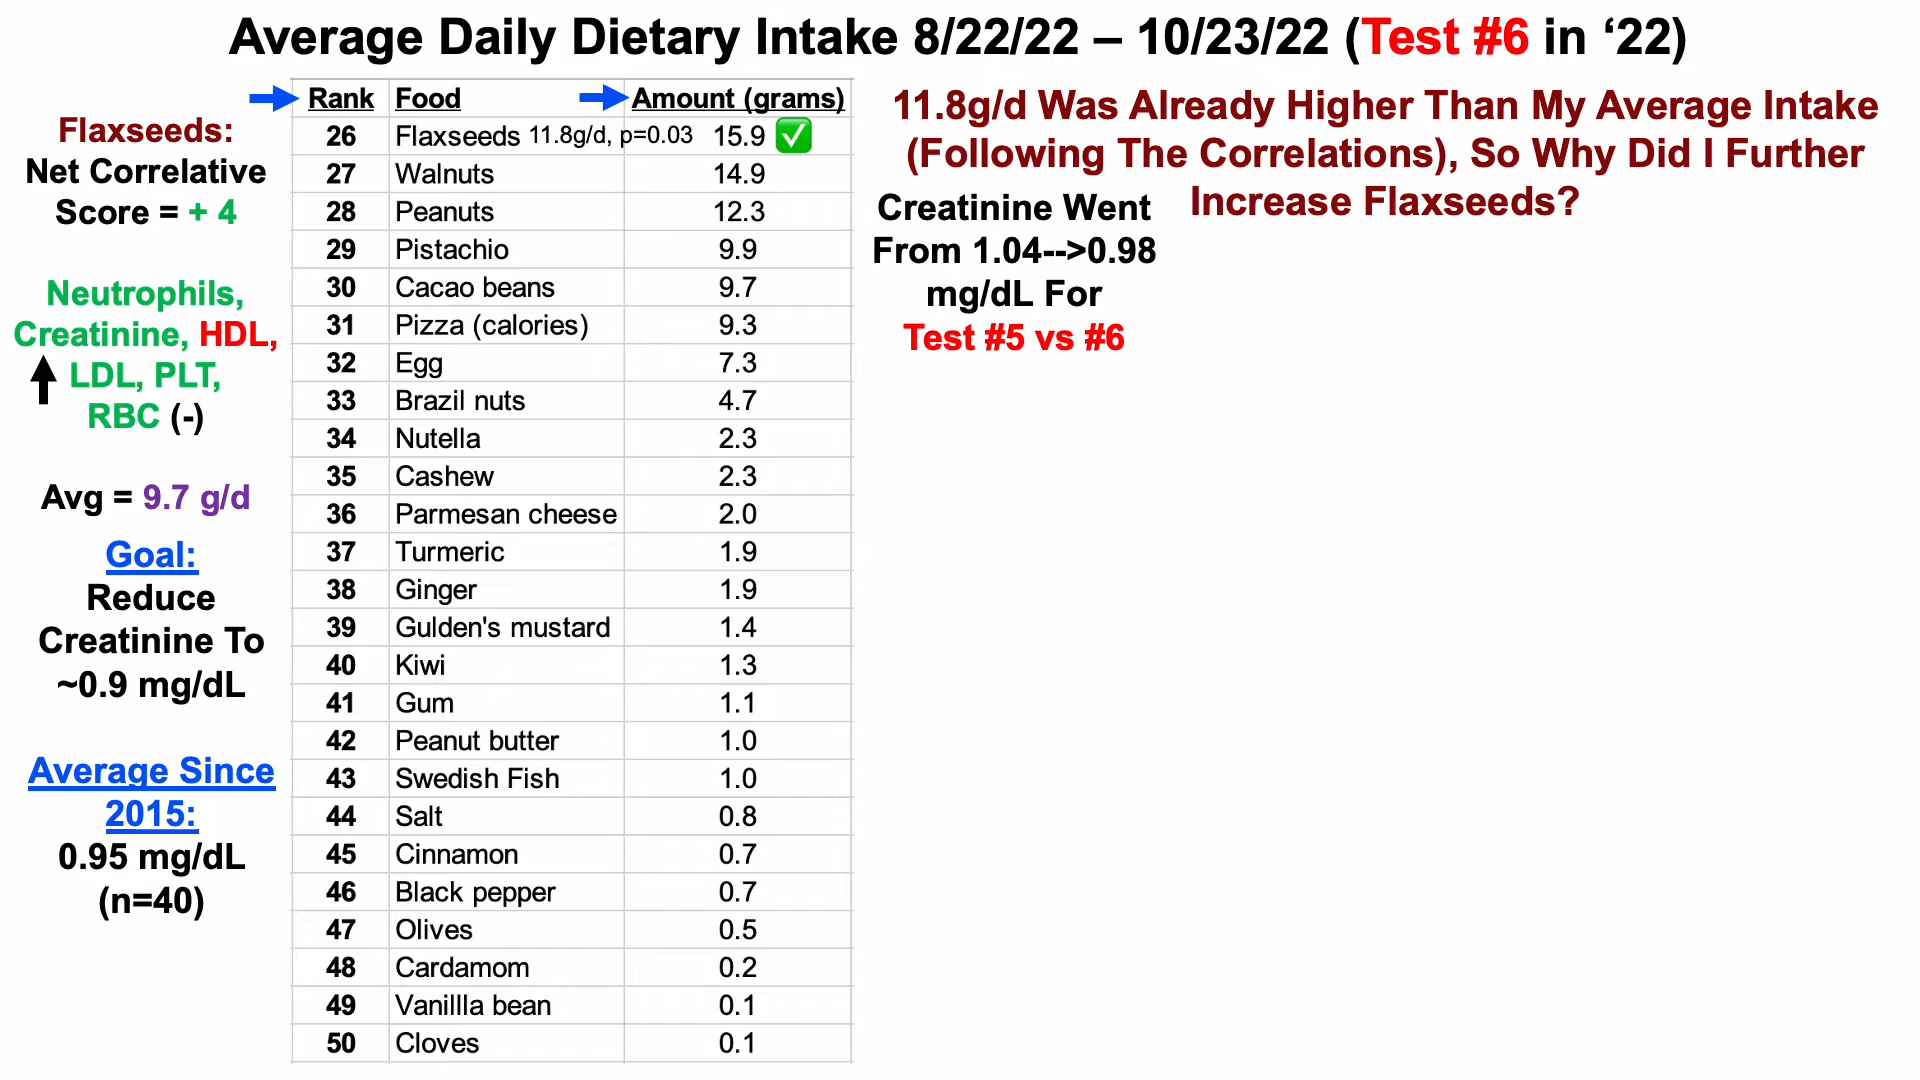 Average Daily Dietary Intake 8/22/22 – 10/23/22 (Test #6 in ‘22)
Flaxseeds:
Net Correlative
Score = + 4
Neutrophils,
Creatinine, HDL,
LDL, PLT,
RBC (-)
Avg = 9.7 g/d
Goal:
Reduce
Creatinine To
~0.9 mg/dL
Average Since
2015:
0.95 mg/dL
(n=40)
Rank Food Amount (grams)
26 Flaxseeds 11.8g/d, p=0.03 15.9
27 Walnuts 14.9
28 Peanuts 12.3
29 Pistachio 9.9
30 Cacao beans 9.7
31 Pizza (calories) 9.3
32 Egg 7.3
33 Brazil nuts 4.7
34 Nutella 2.3
35 Cashew 2.3
36 Parmesan cheese 2.0
37 Turmeric 1.9
38 Ginger 1.9
39 Gulden's mustard 1.4
40 Kiwi 1.3
41 Gum 1.1
42 Peanut butter 1.0
43 Swedish Fish 1.0
44 Salt 0.8
45 Cinnamon 0.7
46 Black pepper 0.7
47 Olives 0.5
48 Cardamom 0.2
49 Vanillla bean 0.1
50 Cloves 0.1
11.8g/d Was Already Higher Than My Average Intake
(Following The Correlations), So Why Did I Further
Increase Flaxseeds?
Creatinine Went
From 1.04-->0.98
mg/dL For
Test #5 vs #6